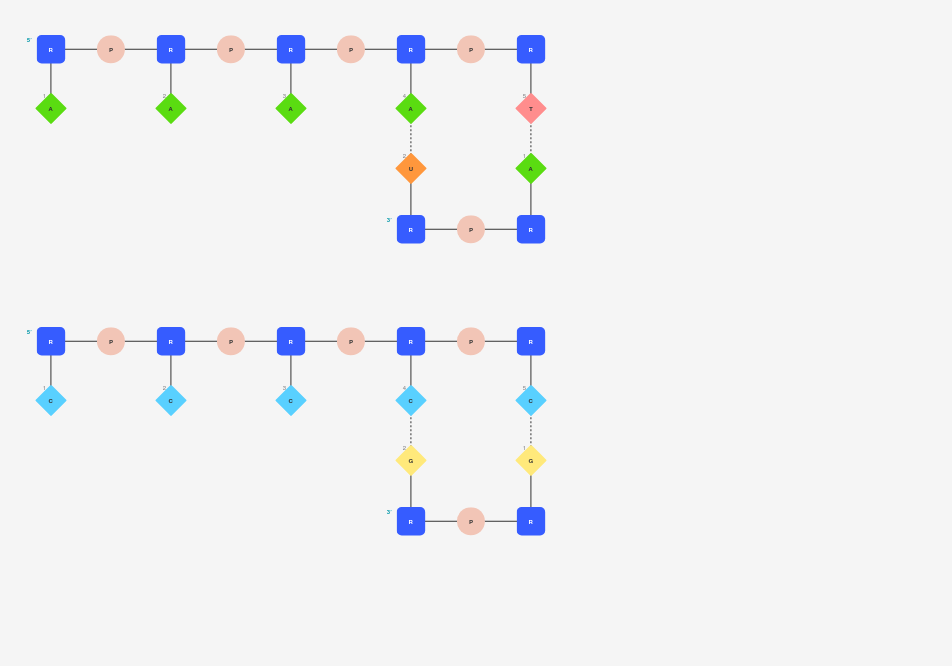 5'
R P R P R P R P R
1 2 3 4 5
A A A A T
2 1
U A
3'
R P R
5'
R P R P R P R P R
1 2 3 4 5
C C C C C
2 1
G G
3'
R P R